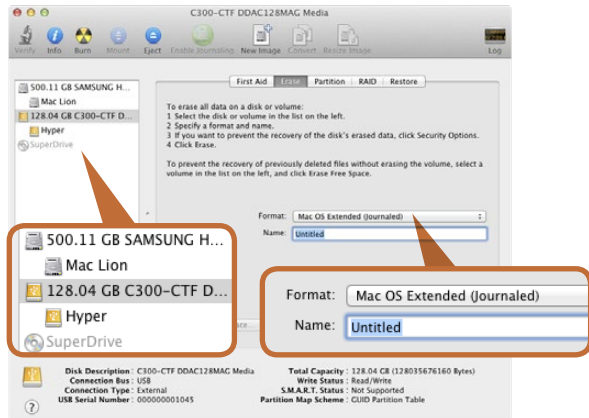 C300-CTF DDAC128MAG Media
Verify Info Burn Mount Eject Enable Journaling New Image Convert Resize Image Log
First Aid Erase Partition RAID Restore
500.11 GB SAMSUNG H...
Mac Lion
128.04 GB C300-CTF D...
Hyper
SuperDrive
To erase all data on a disk or volume:
1 Select the disk or volume in the list on the left.
2 Specify a format and name.
3 If you want to prevent the recovery of the disk's erased data, click Security Options.
4 Click Erase.
To prevent the recovery of previously deleted files without erasing the volume, select a
volume in the list on the left, and click Erase Free Space.
Format: Mac OS Extended (Journaled)
Name: Untitled
500.11 GB SAMSUNG H...
Mac Lion
128.04 GB C300-CTF D...
Hyper
SuperDrive
Format: Mac OS Extended (Journaled)
Name: Untitled
Disk Description : C300-CTF DDAC128MAG Media
Connection Bus : USB
Connection Type : External
USB Serial Number : 000000001045
Total Capacity : 128.04 GB (128035676160 Bytes)
Write Status : Read/Write
S.M.A.R.T. Status : Not Supported
Partition Map Scheme : GUID Partition Table
?